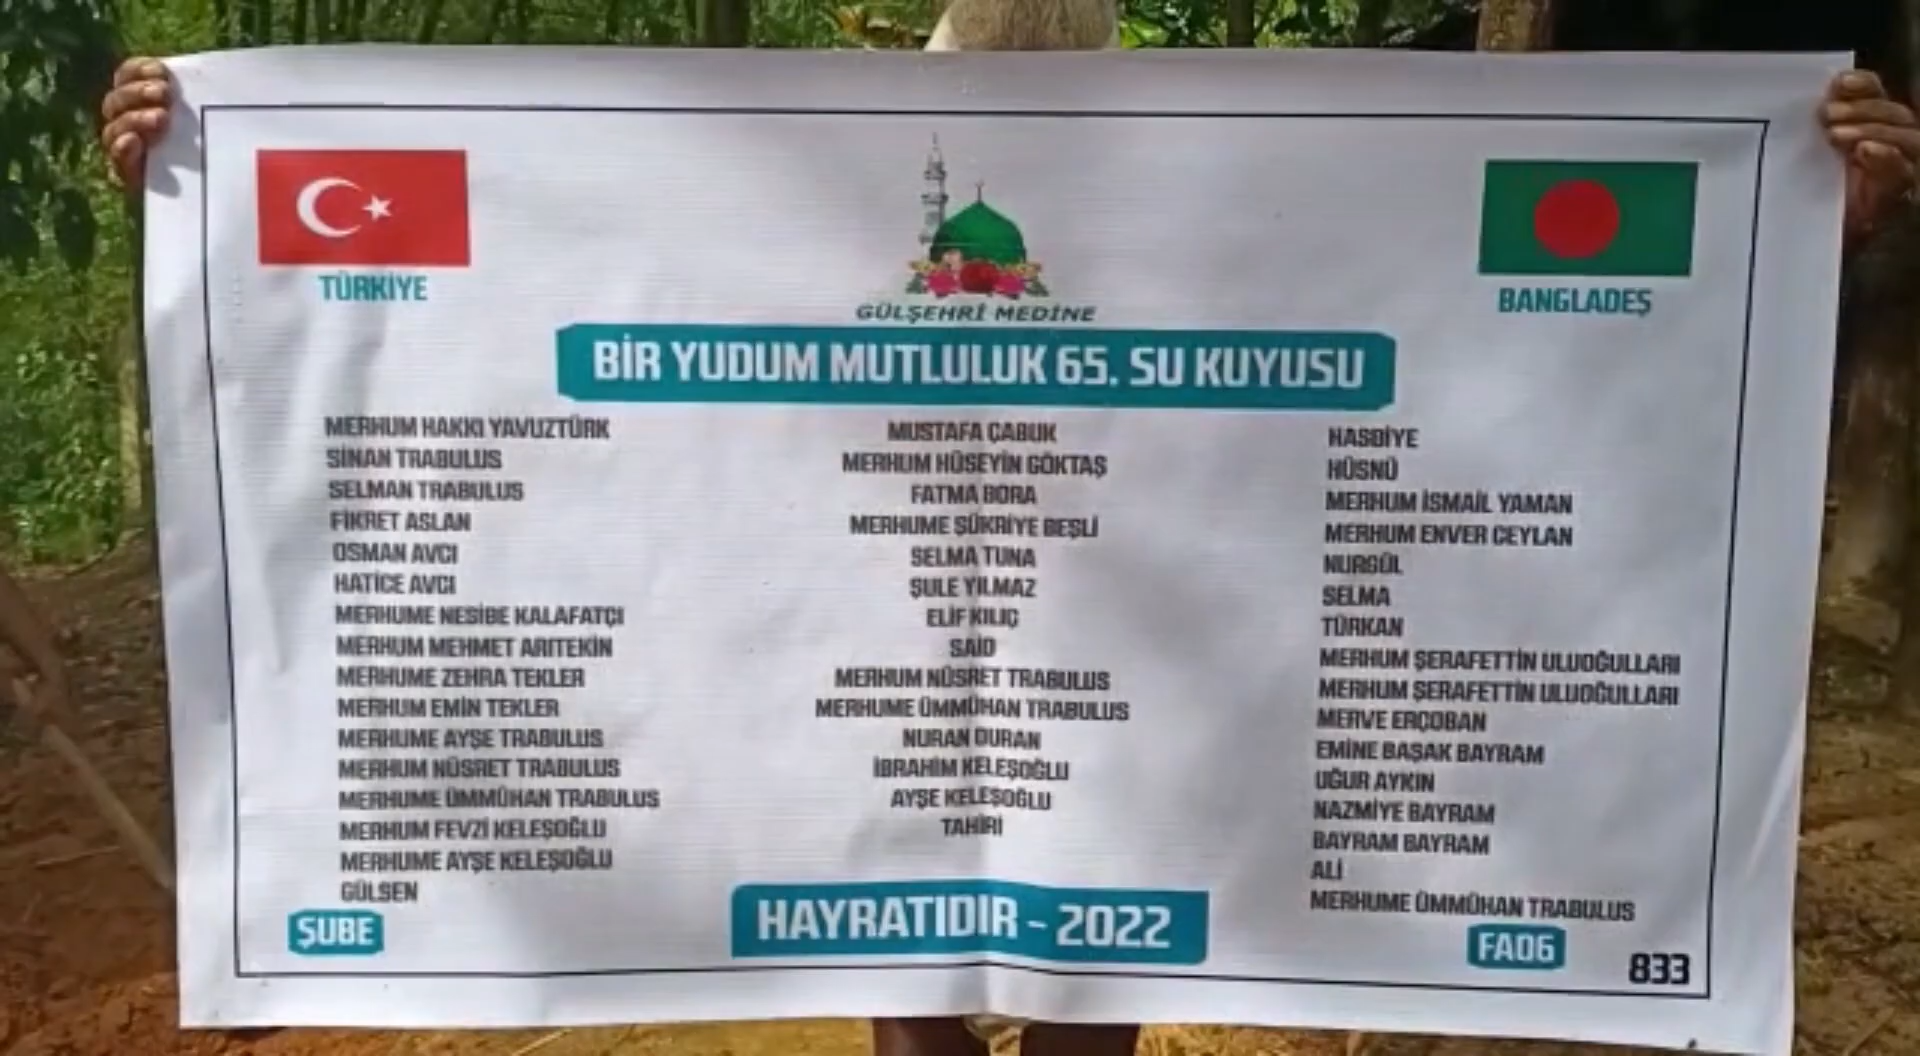 TÜRKİYE
GÜLŞEHRİ MEDİNE
BANGLADEŞ
BİR YUDUM MUTLULUK 65. SU KUYUSU
MERHUM HAKKI YAVUZTÜRK
SİNAN TRABULUS
SELMAN TRABULUS
FİKRET ASLAN
OSMAN AVCI
HATİCE AVCI
MERHUME NESİBE KALAFATÇI
MERHUM MEHMET ARITEKİN
MERHUME ZEHRA TEKLER
MERHUM EMİN TEKLER
MERHUME AYŞE TRABULUS
MERHUM NÜSRET TRABULUS
MERHUME ÜMMÜHAN TRABULUS
MERHUM FEVZİ KELEŞOĞLU
MERHUME AYŞE KELEŞOĞLU
GÜLSEN
MUSTAFA ÇABUK
MERHUM HÜSEYİN GÖKTAŞ
FATMA BORA
MERHUME ŞÜKRİYE BEŞLİ
SELMA TUNA
ŞULE YILMAZ
ELİF KILIÇ
SAİD
MERHUM NÜSRET TRABULUS
MERHUME ÜMMÜHAN TRABULUS
NURAN DURAN
İBRAHİM KELEŞOĞLU
AYŞE KELEŞOĞLU
TAHİRİ
HASBİYE
HÜSNÜ
MERHUM İSMAİL YAMAN
MERHUM ENVER CEYLAN
NURGÜL
SELMA
TÜRKAN
MERHUM ŞERAFETTİN ULUOĞULLARI
MERHUM ŞERAFETTİN ULUOĞULLARI
MERVE ERÇOBAN
EMİNE BAŞAK BAYRAM
UĞUR AYKIN
NAZMİYE BAYRAM
BAYRAM BAYRAM
ALİ
MERHUME ÜMMÜHAN TRABULUS
ŞUBE
HAYRATIDIR - 2022
FA06
833